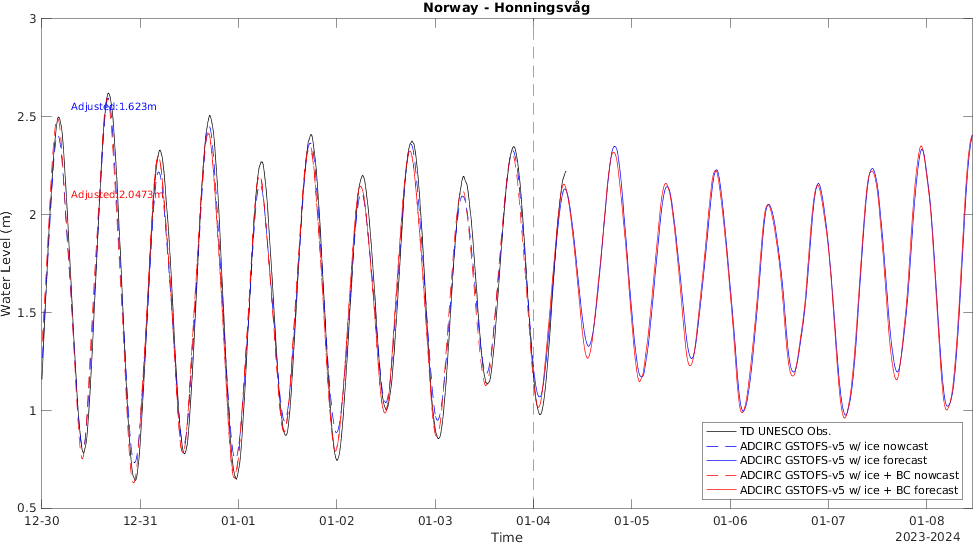 Norway - Honningsvåg
3
2.5
2
1.5
1
0.5
Water Level (m)
Adjusted:1.623m
Adjusted:2.0473m
12-30
12-31
01-01
01-02
01-03
01-04
01-05
01-06
01-07
01-08
Time
2023-2024
TD UNESCO Obs.
ADCIRC GSTOFS-v5 w/ ice nowcast
ADCIRC GSTOFS-v5 w/ ice forecast
ADCIRC GSTOFS-v5 w/ ice + BC nowcast
ADCIRC GSTOFS-v5 w/ ice + BC forecast